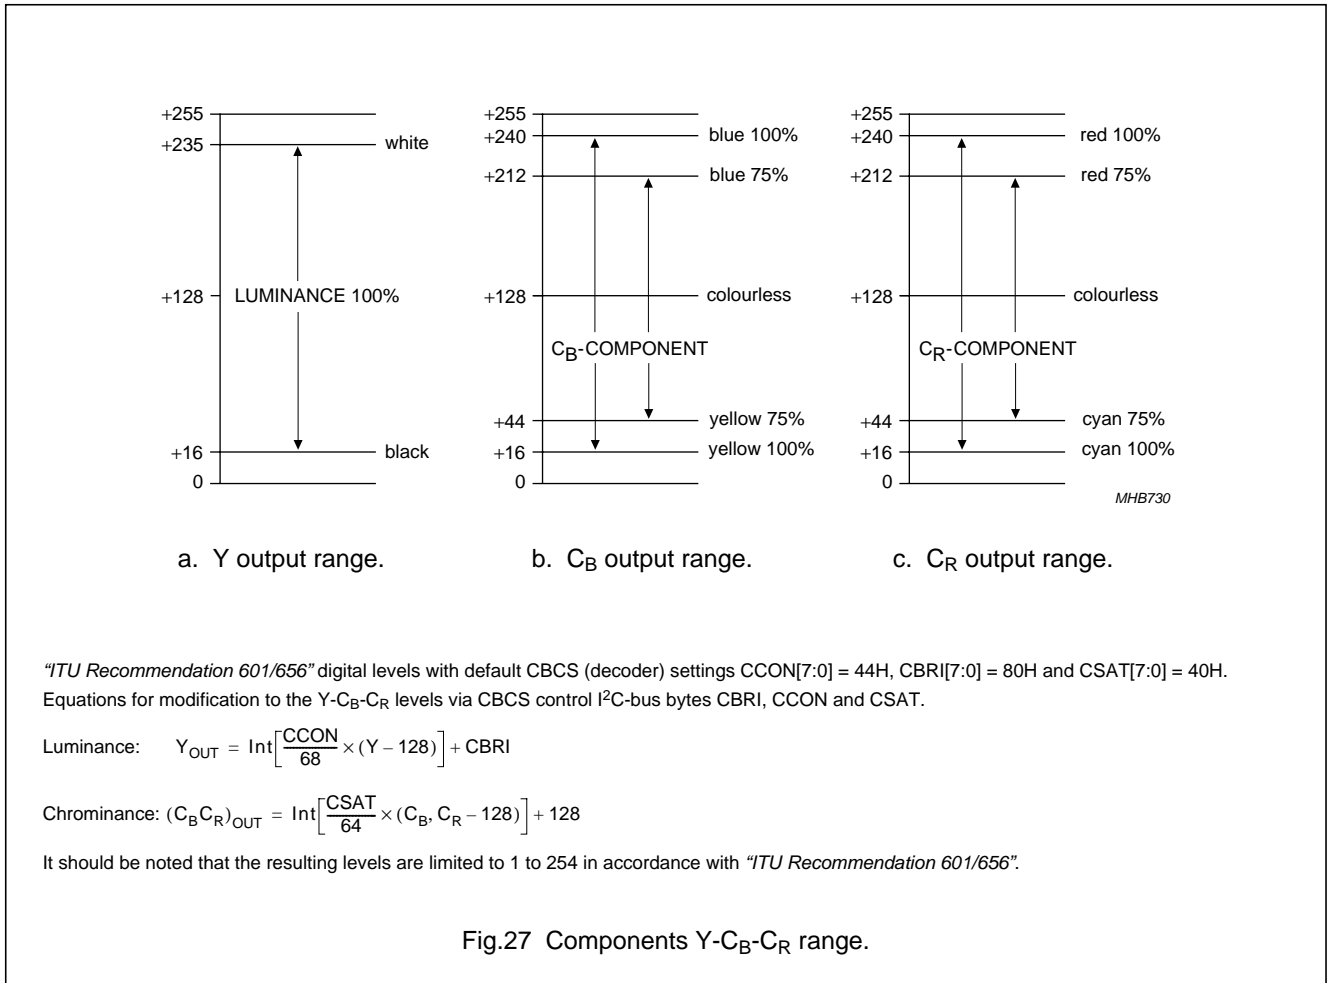 +255
+235
white
+128
LUMINANCE 100%
+16
black
0
+255
+240
blue 100%
+212
blue 75%
+128
colourless
CB-COMPONENT
+44
yellow 75%
+16
yellow 100%
0
+255
+240
red 100%
+212
red 75%
+128
colourless
CR-COMPONENT
+44
cyan 75%
+16
cyan 100%
0
MHB730
a. Y output range.
b. CB output range.
c. CR output range.
“ITU Recommendation 601/656” digital levels with default CBCS (decoder) settings CCON[7:0] = 44H, CBRI[7:0] = 80H and CSAT[7:0] = 40H.
Equations for modification to the Y-CB-CR levels via CBCS control I²C-bus bytes CBRI, CCON and CSAT.
Luminance: YOUT = Int[CCON/68 × (Y – 128)] + CBRI
Chrominance: (CBCR)OUT = Int[CSAT/64 × (CB, CR – 128)] + 128
It should be noted that the resulting levels are limited to 1 to 254 in accordance with “ITU Recommendation 601/656”.
Fig.27 Components Y-CB-CR range.